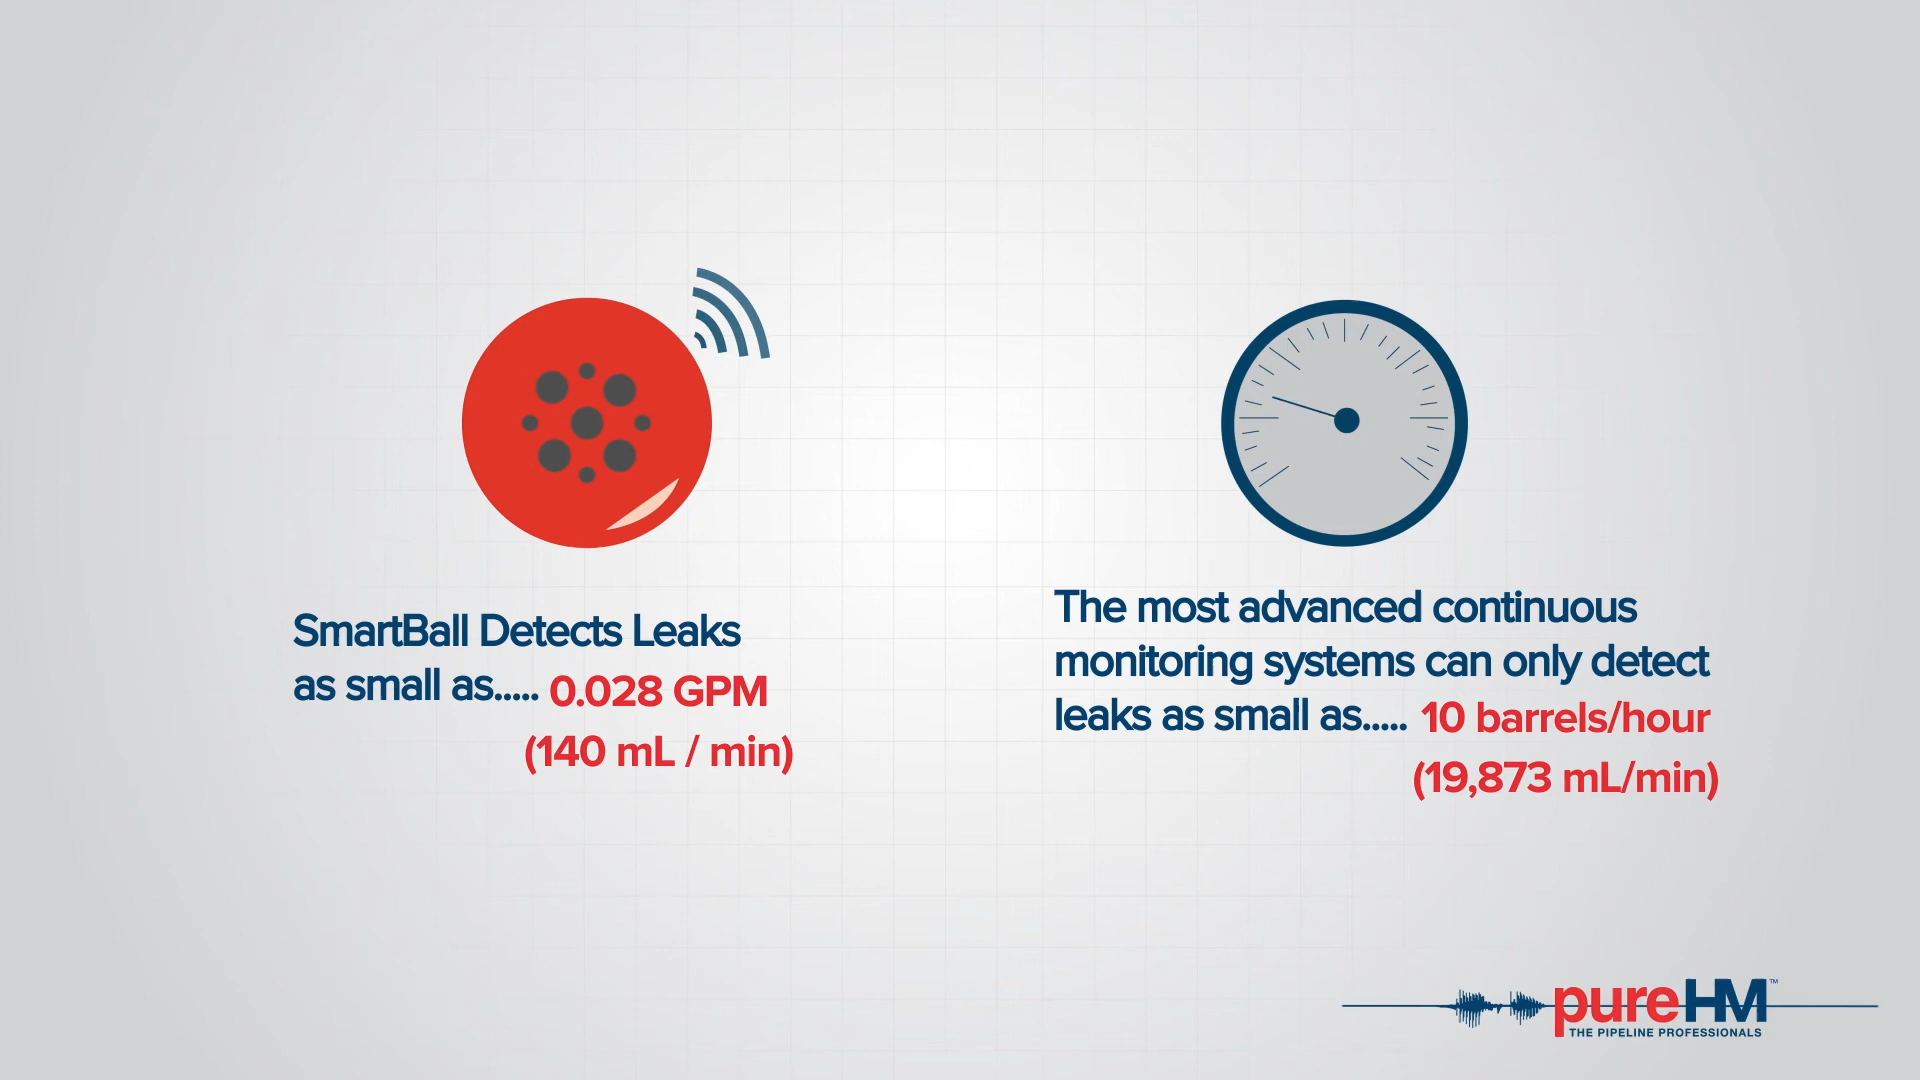 SmartBall Detects Leaks
as small as..... 0.028 GPM
(140 mL / min)
The most advanced continuous
monitoring systems can only detect
leaks as small as..... 10 barrels/hour
(19,873 mL/min)
pureHM™
THE PIPELINE PROFESSIONALS